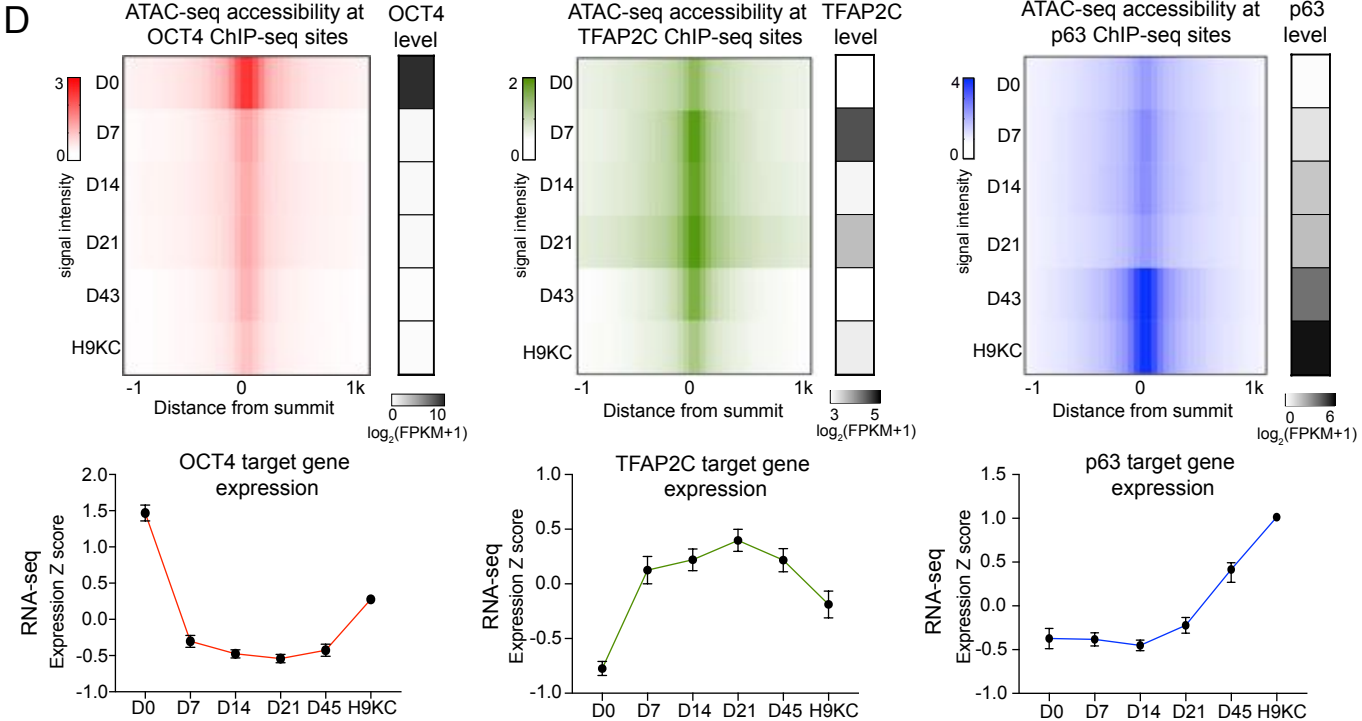 D
ATAC-seq accessibility at
OCT4 ChIP-seq sites
OCT4
level
3
0
signal intensity
D0
D7
D14
D21
D43
H9KC
-1
0
1k
Distance from summit
0
10
log2(FPKM+1)
ATAC-seq accessibility at
TFAP2C ChIP-seq sites
TFAP2C
level
2
0
signal intensity
D0
D7
D14
D21
D43
H9KC
-1
0
1k
Distance from summit
3
5
log2(FPKM+1)
ATAC-seq accessibility at
p63 ChIP-seq sites
p63
level
4
0
signal intensity
D0
D7
D14
D21
D43
H9KC
-1
0
1k
Distance from summit
0
6
log2(FPKM+1)
OCT4 target gene
expression
RNA-seq
Expression Z score
2.0
1.5
1.0
0.5
0.0
-0.5
-1.0
D0 D7 D14 D21 D45 H9KC
TFAP2C target gene
expression
RNA-seq
Expression Z score
1.0
0.5
0.0
-0.5
-1.0
D0 D7 D14 D21 D45 H9KC
p63 target gene
expression
RNA-seq
Expression Z score
1.5
1.0
0.5
0.0
-0.5
-1.0
D0 D7 D14 D21 D45 H9KC